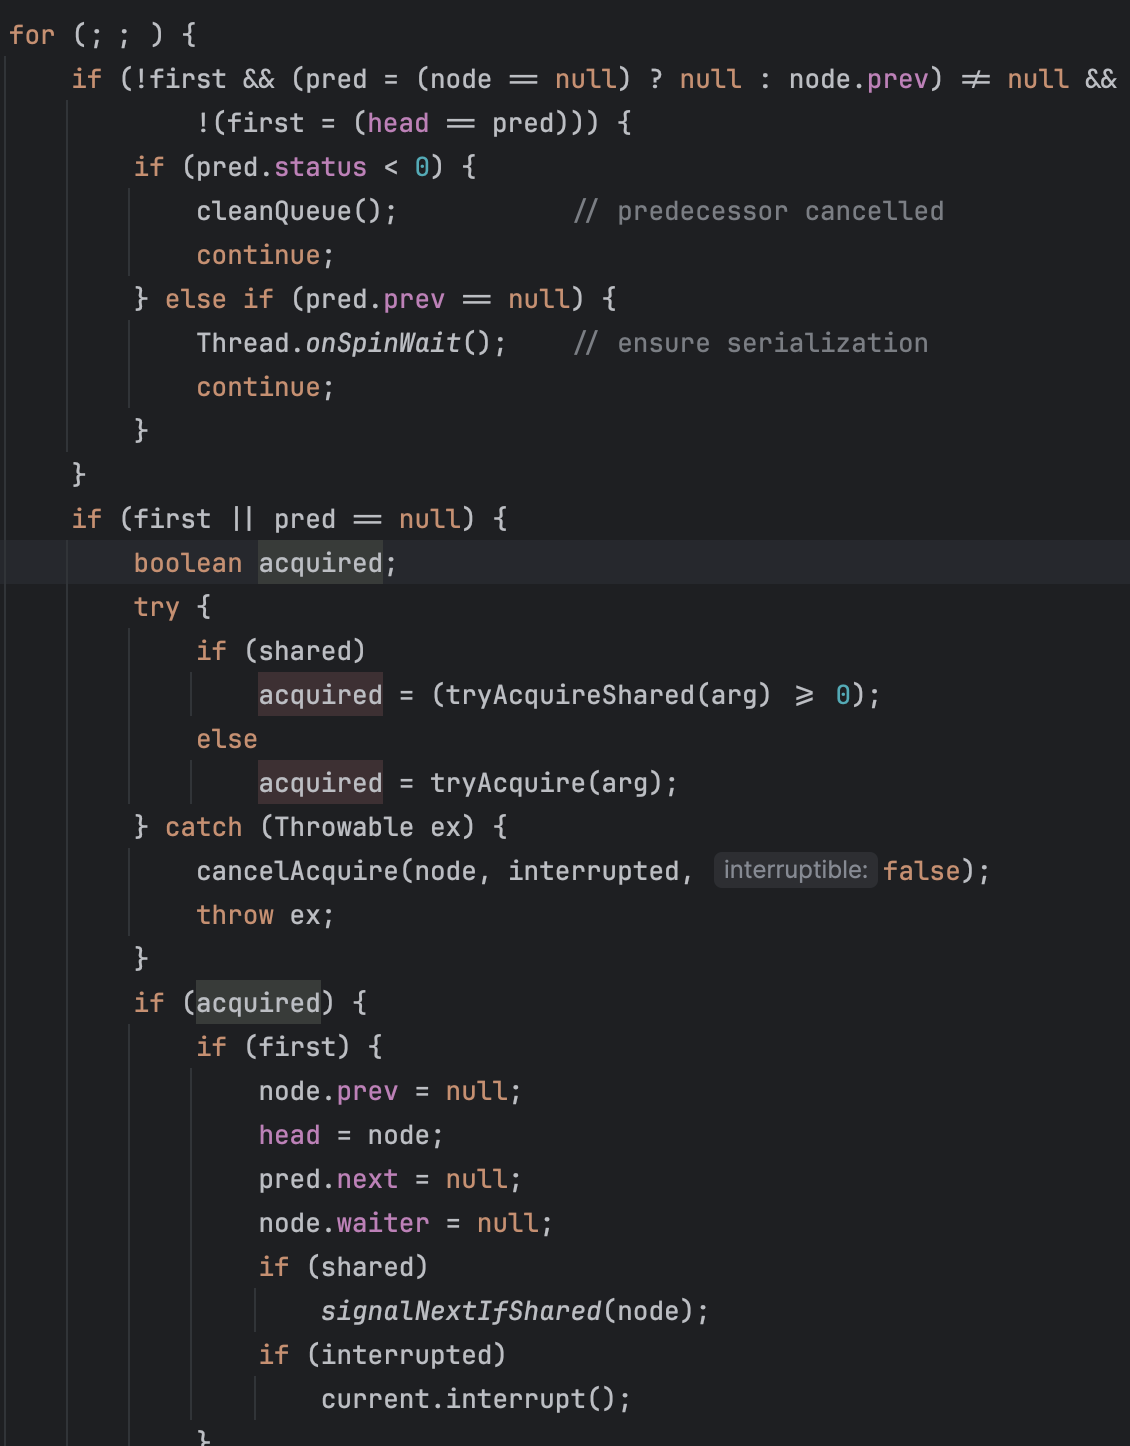 for (; ; ) {
    if (!first && (pred = (node == null) ? null : node.prev) != null &&
            !(first = (head == pred))) {
        if (pred.status < 0) {
            cleanQueue();           // predecessor cancelled
            continue;
        } else if (pred.prev == null) {
            Thread.onSpinWait();    // ensure serialization
            continue;
        }
    }
    if (first || pred == null) {
        boolean acquired;
        try {
            if (shared)
                acquired = (tryAcquireShared(arg) >= 0);
            else
                acquired = tryAcquire(arg);
        } catch (Throwable ex) {
            cancelAcquire(node, interrupted, interruptible: false);
            throw ex;
        }
        if (acquired) {
            if (first) {
                node.prev = null;
                head = node;
                pred.next = null;
                node.waiter = null;
                if (shared)
                    signalNextIfShared(node);
                if (interrupted)
                    current.interrupt();
            }